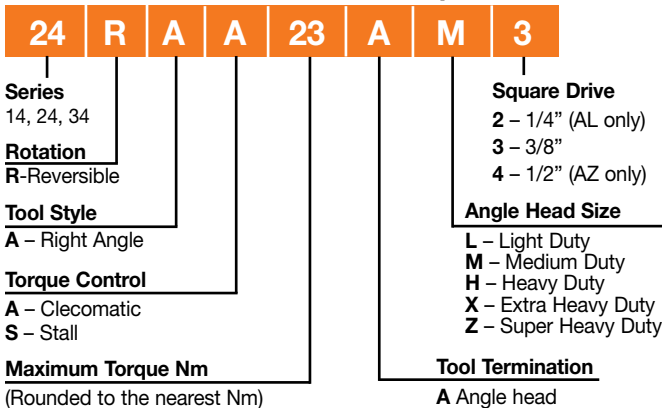 24 R A A 23 A M 3
Series
14, 24, 34
Rotation
R-Reversible
Tool Style
A – Right Angle
Torque Control
A – Clecomatic
S – Stall
Maximum Torque Nm
(Rounded to the nearest Nm)
Square Drive
2 – 1/4” (AL only)
3 – 3/8”
4 – 1/2” (AZ only)
Angle Head Size
L – Light Duty
M – Medium Duty
H – Heavy Duty
X – Extra Heavy Duty
Z – Super Heavy Duty
Tool Termination
A Angle head